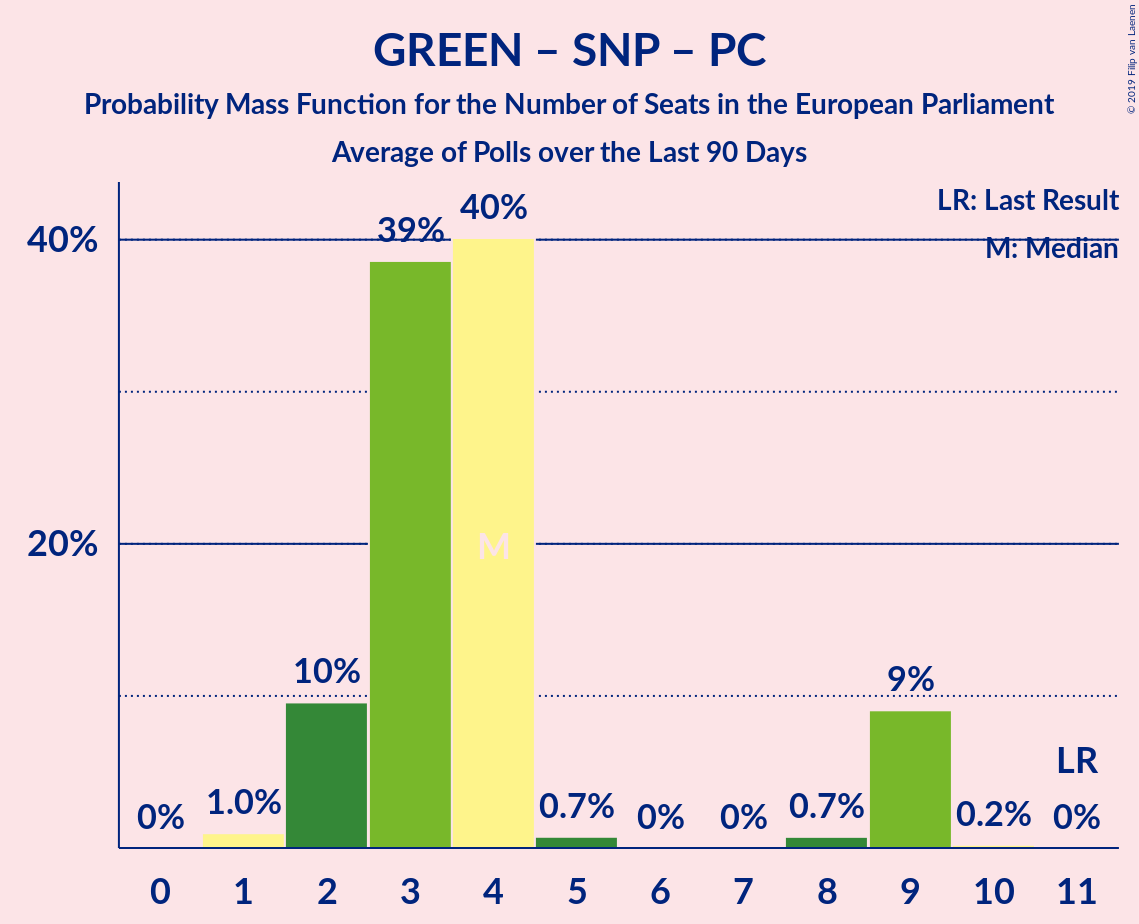 GREEN – SNP – PC
Probability Mass Function for the Number of Seats in the European Parliament
Average of Polls over the Last 90 Days
© 2019 Filip van Laenen
LR: Last Result
M: Median
40%
20%
0%
1.0%
10%
39%
40%
M
0.7%
0%
0%
0.7%
9%
0.2%
LR
0%
0 1 2 3 4 5 6 7 8 9 10 11